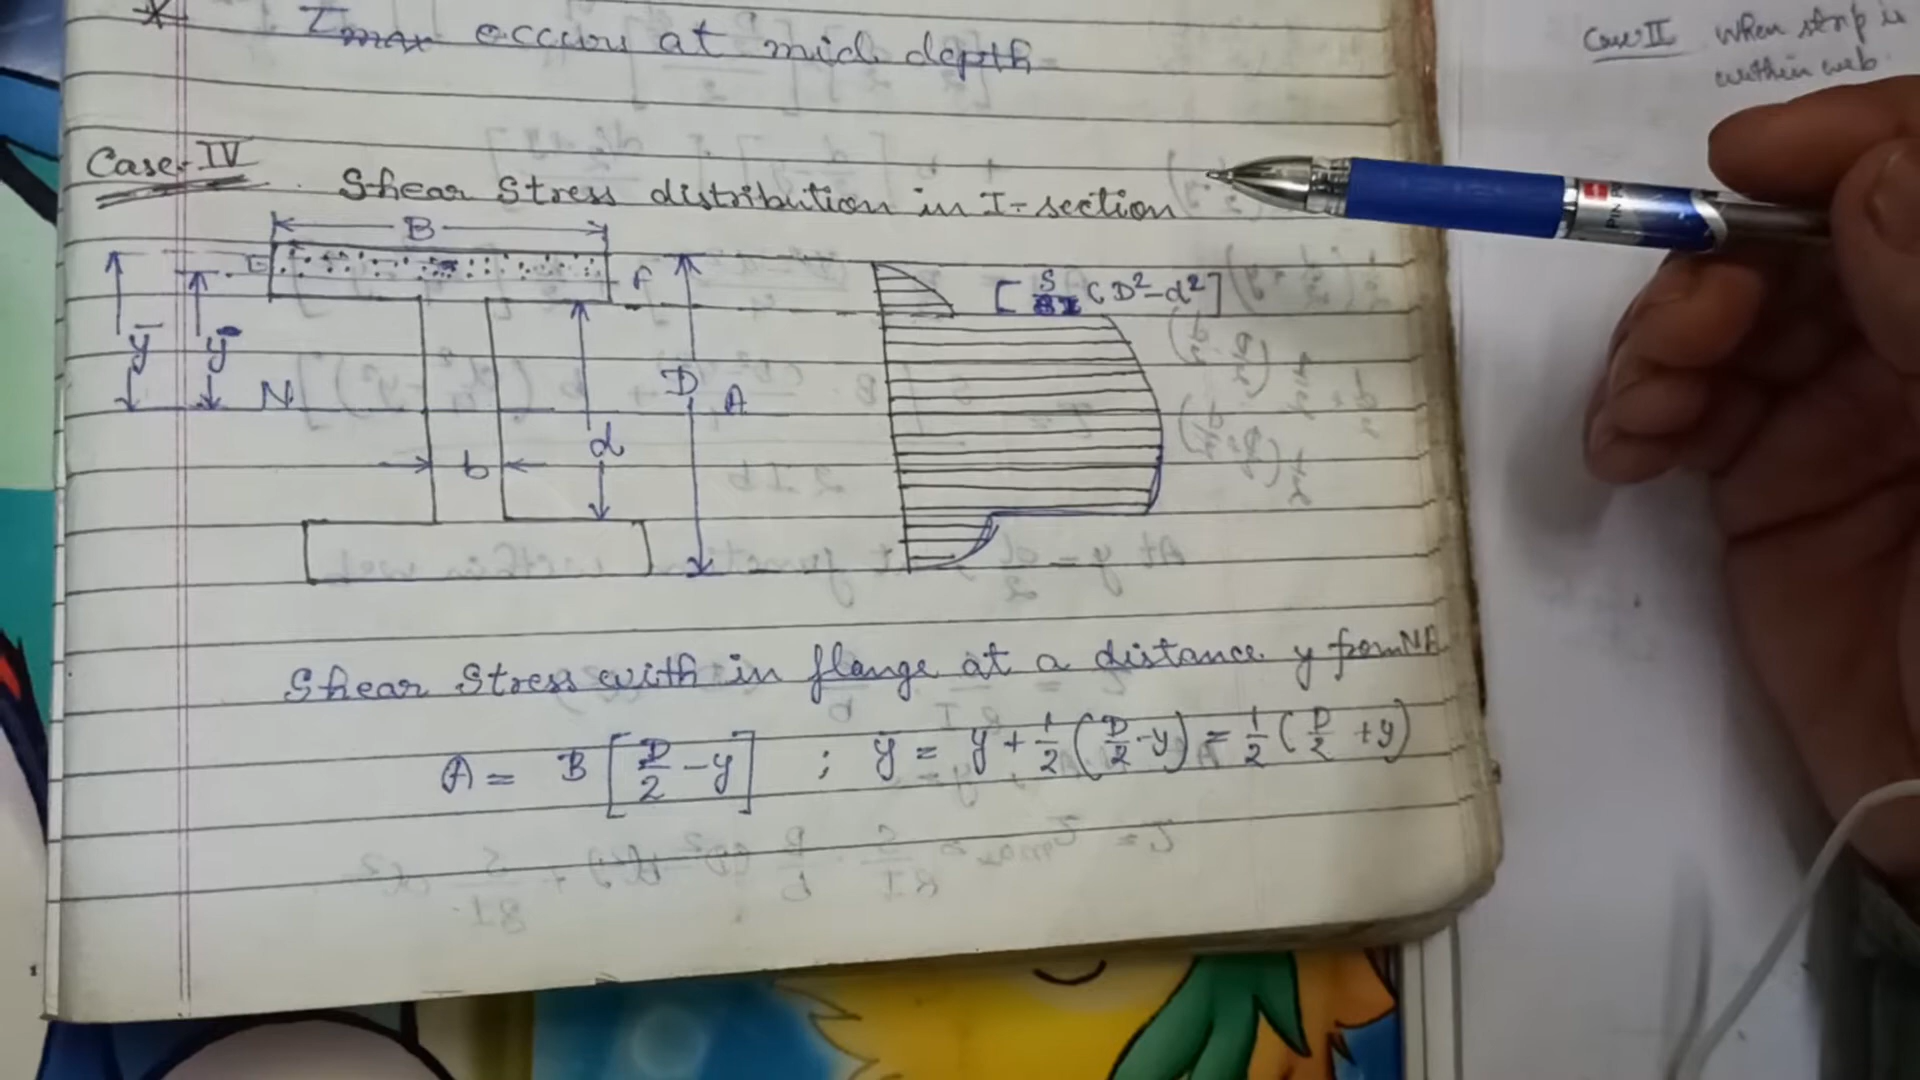 * τmax occurs at mid depth
Case II When strip is
within web
Case-IV
Shear Stress distribution in I-section
B
E F
[S/8I (D²-d²]
ȳ y
N D A
d
b
Shear Stress with in flange at a distance y from NA
A = B [D/2 - y] ; ȳ = y + 1/2 (D/2 - y) = 1/2 (D/2 + y)